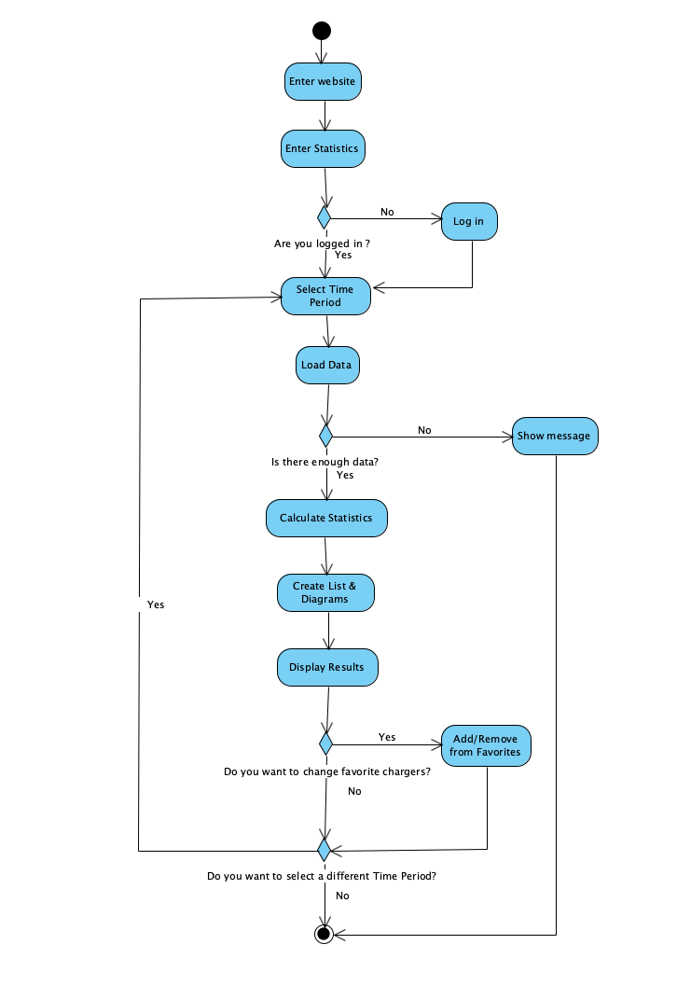 Enter website
Enter Statistics
No
Log in
Are you logged in ?
Yes
Select Time
Period
Load Data
No
Show message
Is there enough data?
Yes
Calculate Statistics
Create List &
Diagrams
Yes
Display Results
Yes
Add/Remove
from Favorites
Do you want to change favorite chargers?
No
Do you want to select a different Time Period?
No